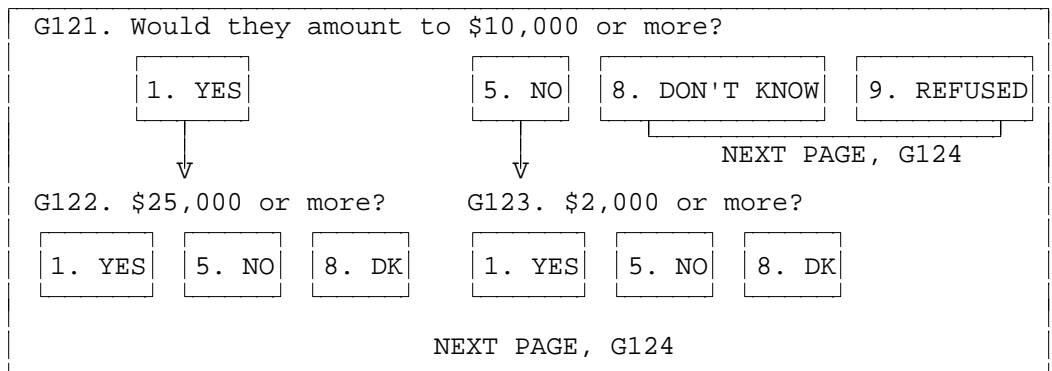 G121. Would they amount to $10,000 or more?
1. YES 5. NO 8. DON'T KNOW 9. REFUSED
NEXT PAGE, G124
G122. $25,000 or more? G123. $2,000 or more?
1. YES 5. NO 8. DK 1. YES 5. NO 8. DK
NEXT PAGE, G124